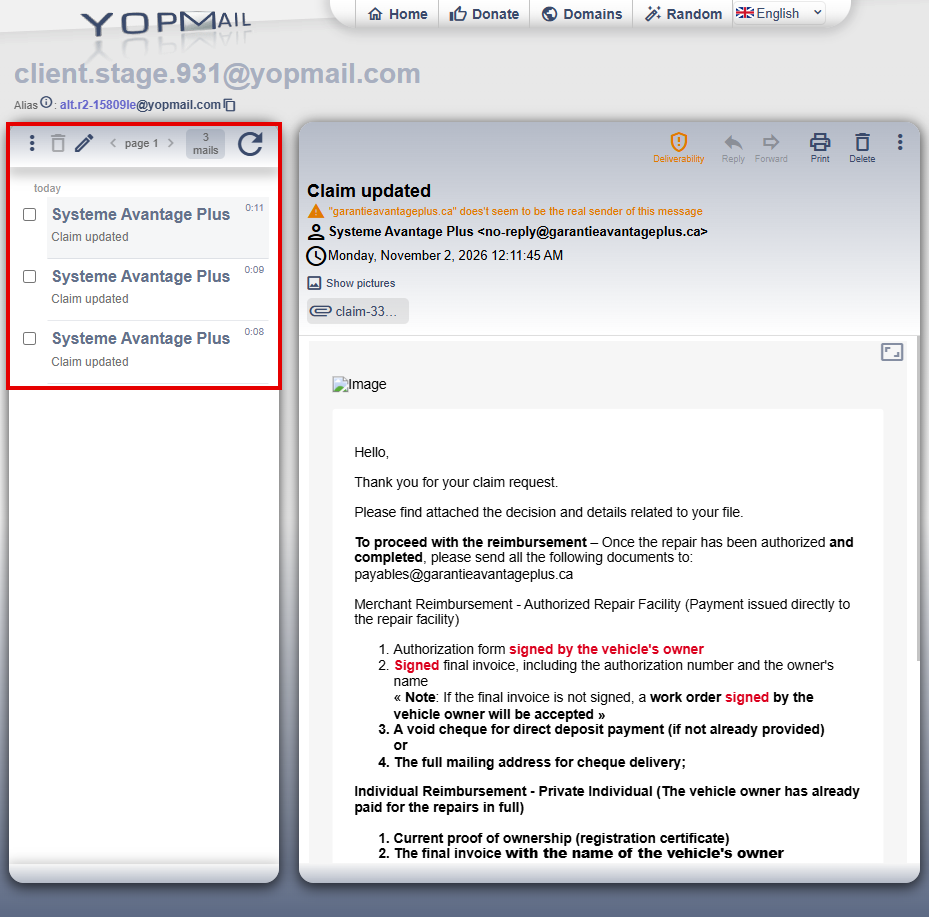 YOPMAIL
Home
Donate
Domains
Random
English
client.stage.931@yopmail.com
Alias : alt.r2-15809le@yopmail.com
page 1
3
mails
today
Systeme Avantage Plus
0:11
Claim updated
Systeme Avantage Plus
0:09
Claim updated
Systeme Avantage Plus
0:08
Claim updated
Deliverability
Reply
Forward
Print
Delete
Claim updated
"garantieavantageplus.ca" does't seem to be the real sender of this message
Systeme Avantage Plus <no-reply@garantieavantageplus.ca>
Monday, November 2, 2026 12:11:45 AM
Show pictures
claim-33...
Image
Hello,
Thank you for your claim request.
Please find attached the decision and details related to your file.
To proceed with the reimbursement – Once the repair has been authorized and
completed, please send all the following documents to:
payables@garantieavantageplus.ca
Merchant Reimbursement - Authorized Repair Facility (Payment issued directly to
the repair facility)
1. Authorization form signed by the vehicle's owner
2. Signed final invoice, including the authorization number and the owner's
name
« Note: If the final invoice is not signed, a work order signed by the
vehicle owner will be accepted »
3. A void cheque for direct deposit payment (if not already provided)
or
4. The full mailing address for cheque delivery;
Individual Reimbursement - Private Individual (The vehicle owner has already
paid for the repairs in full)
1. Current proof of ownership (registration certificate)
2. The final invoice with the name of the vehicle's owner